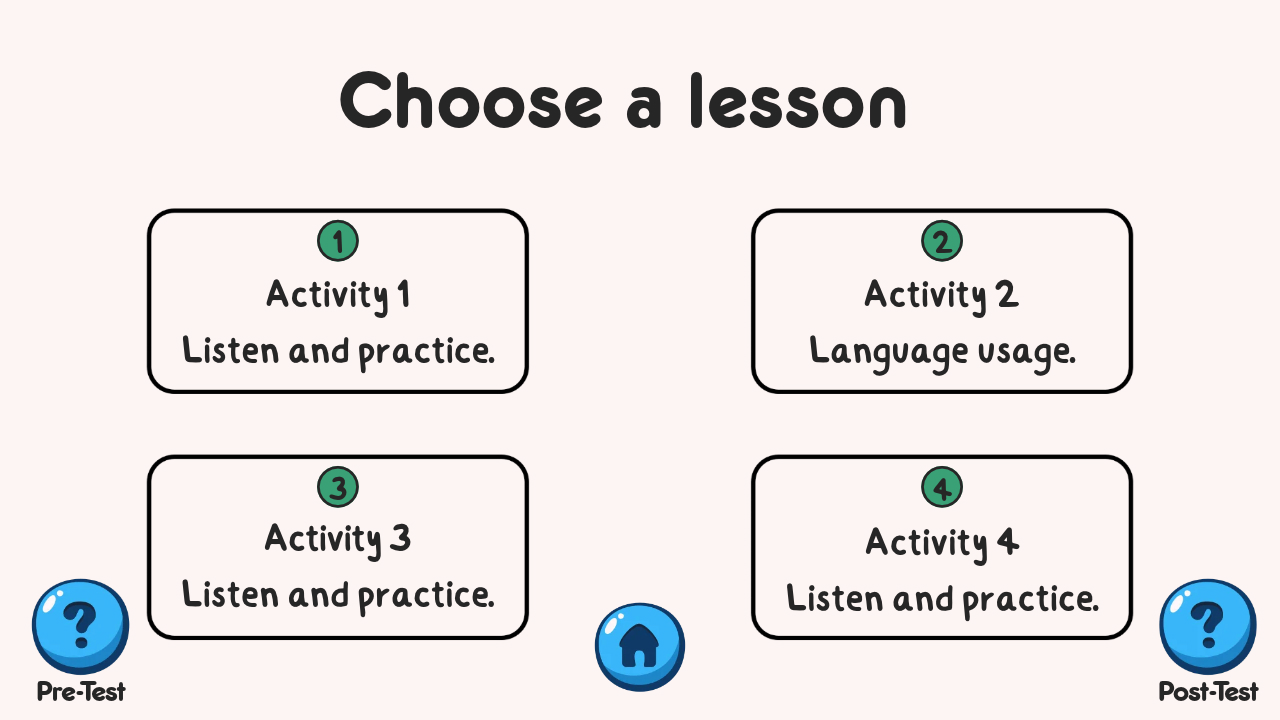 Choose a lesson
1
Activity 1
Listen and practice.
2
Activity 2
Language usage.
3
Activity 3
Listen and practice.
4
Activity 4
Listen and practice.
?
Pre-Test
?
Post-Test